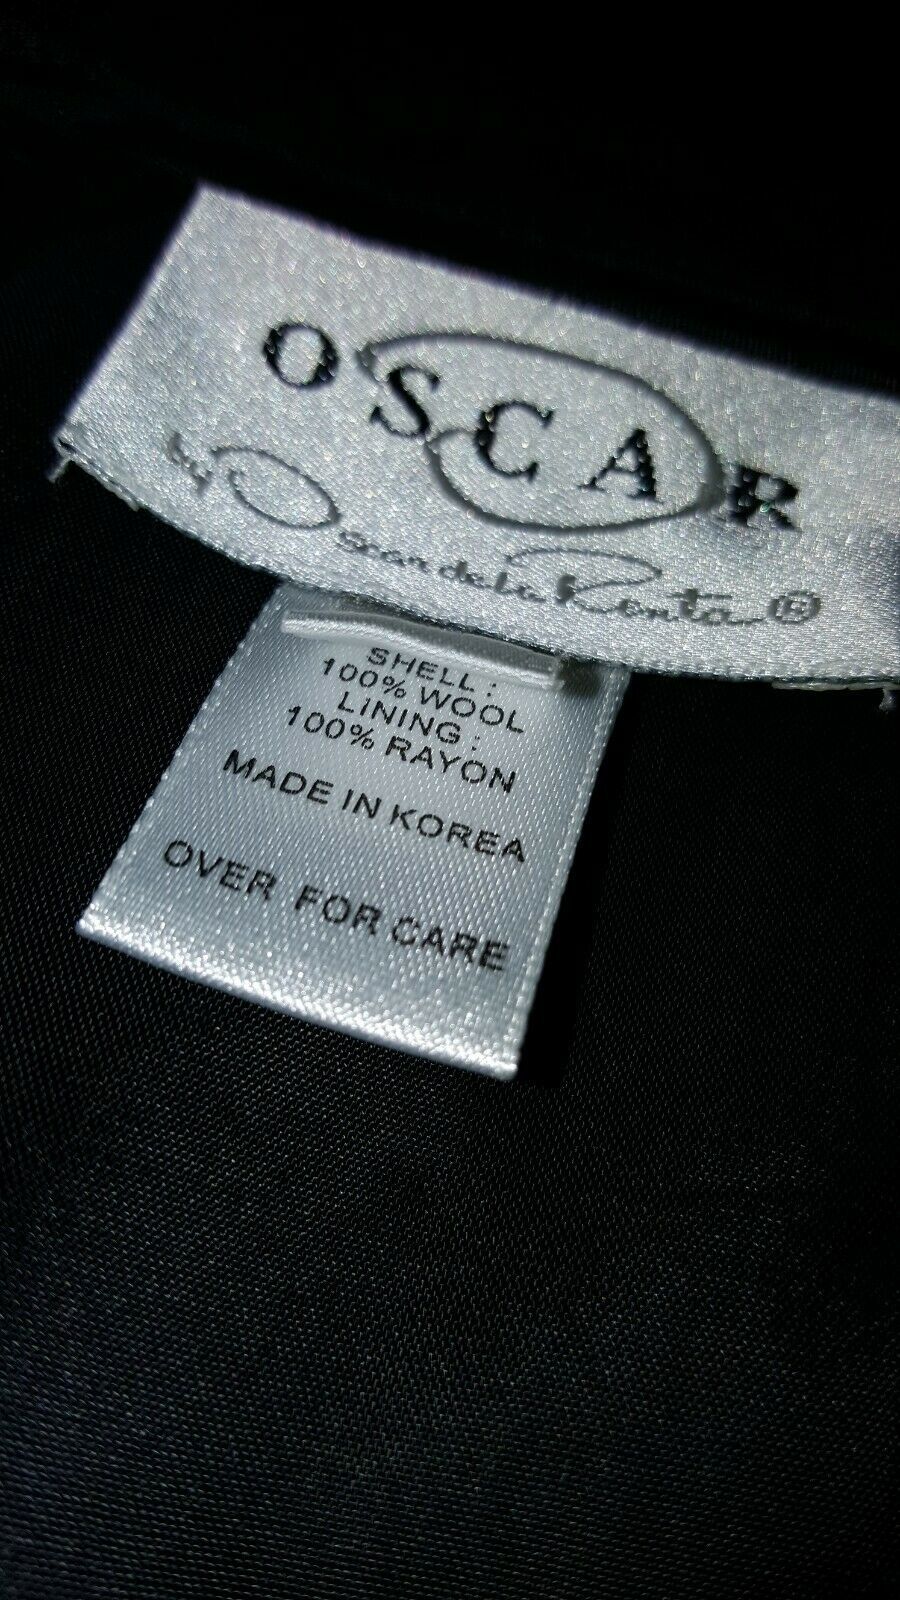 OSCAR
by Oscar de la Renta ®
SHELL:
100% WOOL
LINING:
100% RAYON
MADE IN KOREA
OVER FOR CARE